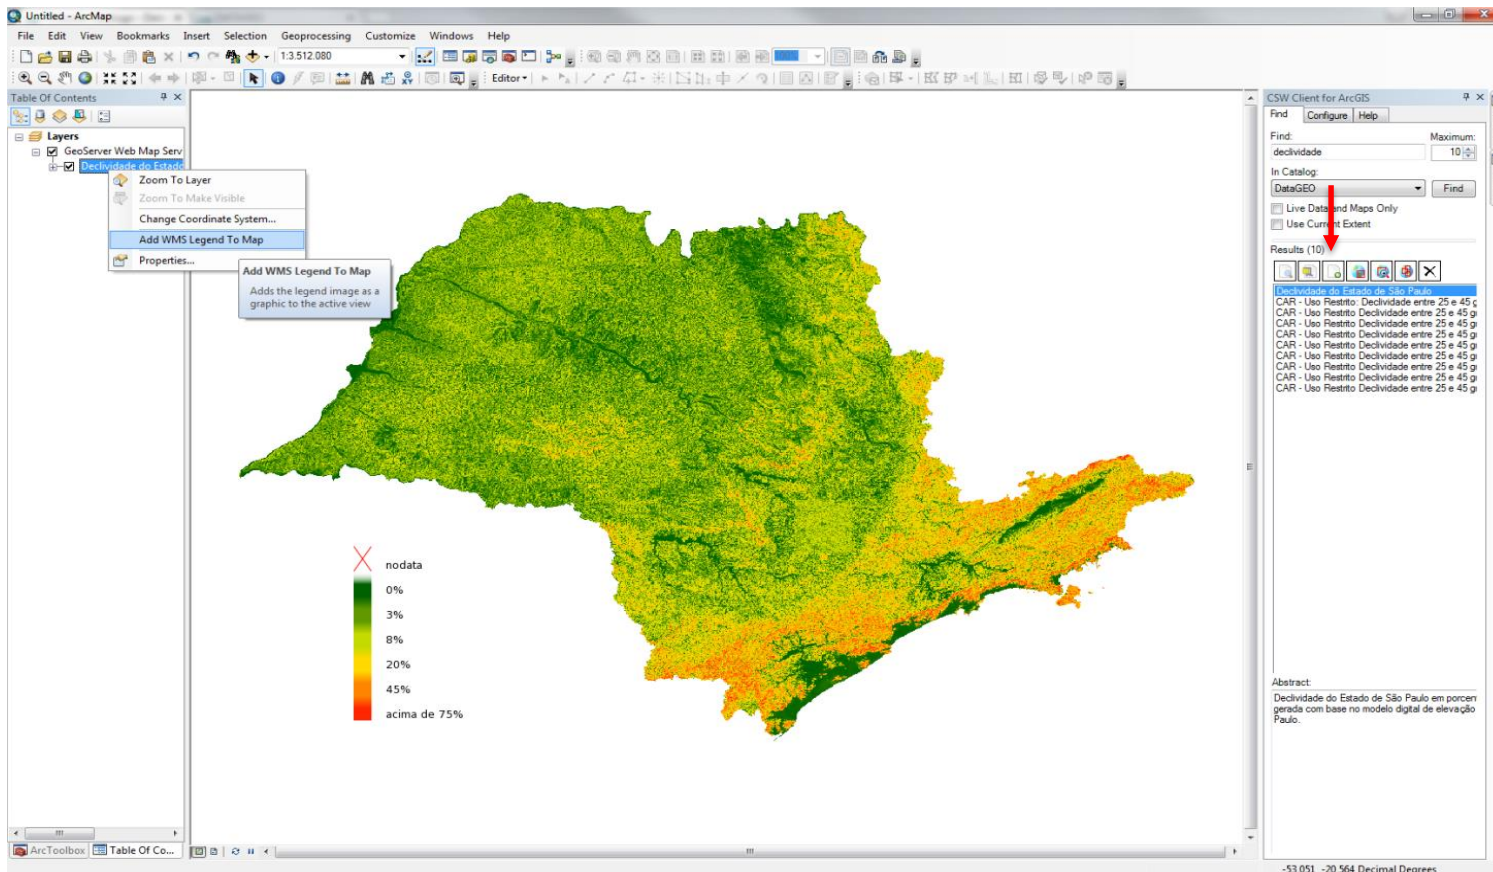 Untitled - ArcMap
File Edit View Bookmarks Insert Selection Geoprocessing Customize Windows Help
1:3.512.080
Editor
Table Of Contents
Layers
GeoServer Web Map Serv
Declividade do Estado
Zoom To Layer
Zoom To Make Visible
Change Coordinate System...
Add WMS Legend To Map
Properties...
Add WMS Legend To Map
Adds the legend image as a
graphic to the active view
nodata
0%
3%
8%
20%
45%
acima de 75%
ArcToolbox Table Of Co...
CSW Client for ArcGIS
Find Configure Help
Find: Maximum:
declividade 10
In Catalog:
DataGEO Find
Live Data and Maps Only
Use Current Extent
Results (10)
Declividade do Estado de São Paulo
CAR - Uso Restrito: Declividade entre 25 e 45 g
CAR - Uso Restrito Declividade entre 25 e 45 gr
CAR - Uso Restrito Declividade entre 25 e 45 gr
CAR - Uso Restrito Declividade entre 25 e 45 gr
CAR - Uso Restrito Declividade entre 25 e 45 gr
CAR - Uso Restrito Declividade entre 25 e 45 gr
CAR - Uso Restrito Declividade entre 25 e 45 gr
CAR - Uso Restrito Declividade entre 25 e 45 gr
CAR - Uso Restrito Declividade entre 25 e 45 gr
Abstract:
Declividade do Estado de São Paulo em porcen
gerada com base no modelo digital de elevação
Paulo.
-53,051 -20,564 Decimal Degrees